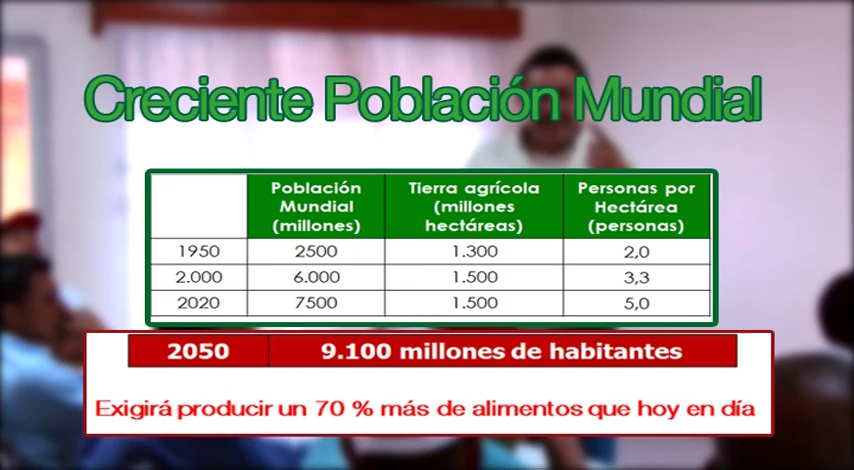 Creciente Población Mundial
Población Mundial (millones) Tierra agrícola (millones hectáreas) Personas por Hectárea (personas)
1950 2500 1.300 2,0
2.000 6.000 1.500 3,3
2020 7500 1.500 5,0
2050 9.100 millones de habitantes
Exigirá producir un 70 % más de alimentos que hoy en día